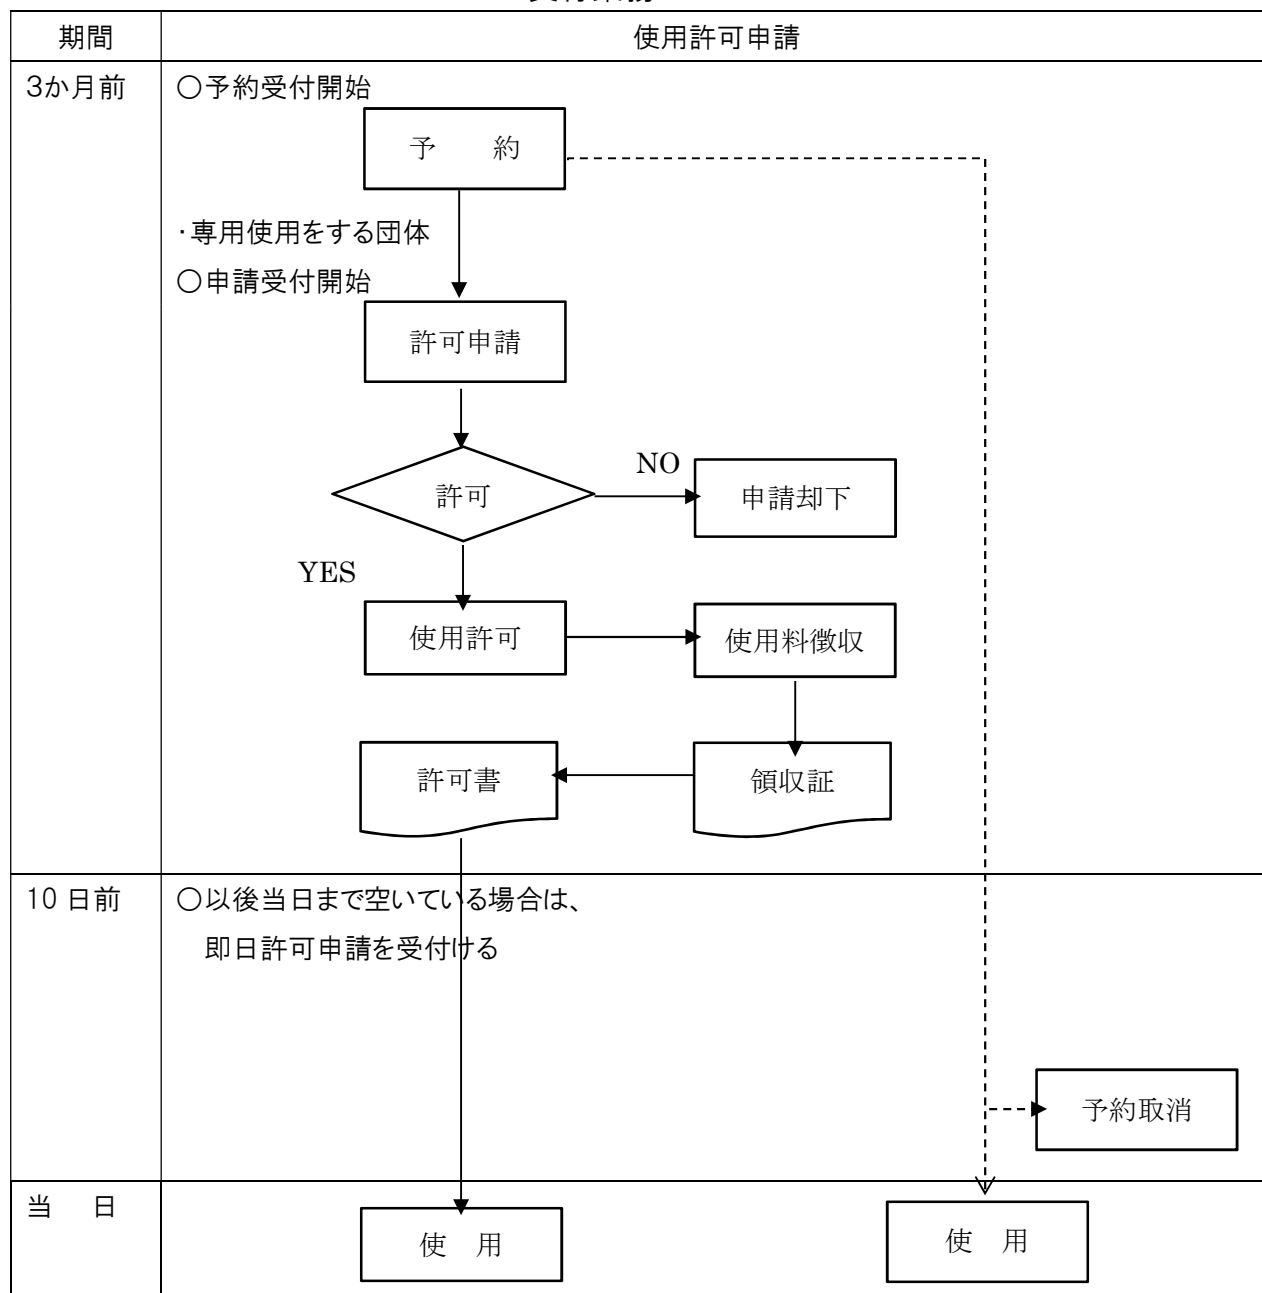 期間
使用許可申請
3か月前
○予約受付開始
予　約
・専用使用をする団体
○申請受付開始
許可申請
許可
NO
申請却下
YES
使用許可
使用料徴収
許可書
領収証
10 日前
○以後当日まで空いている場合は、
即日許可申請を受付ける
予約取消
当　日
使　用
使　用